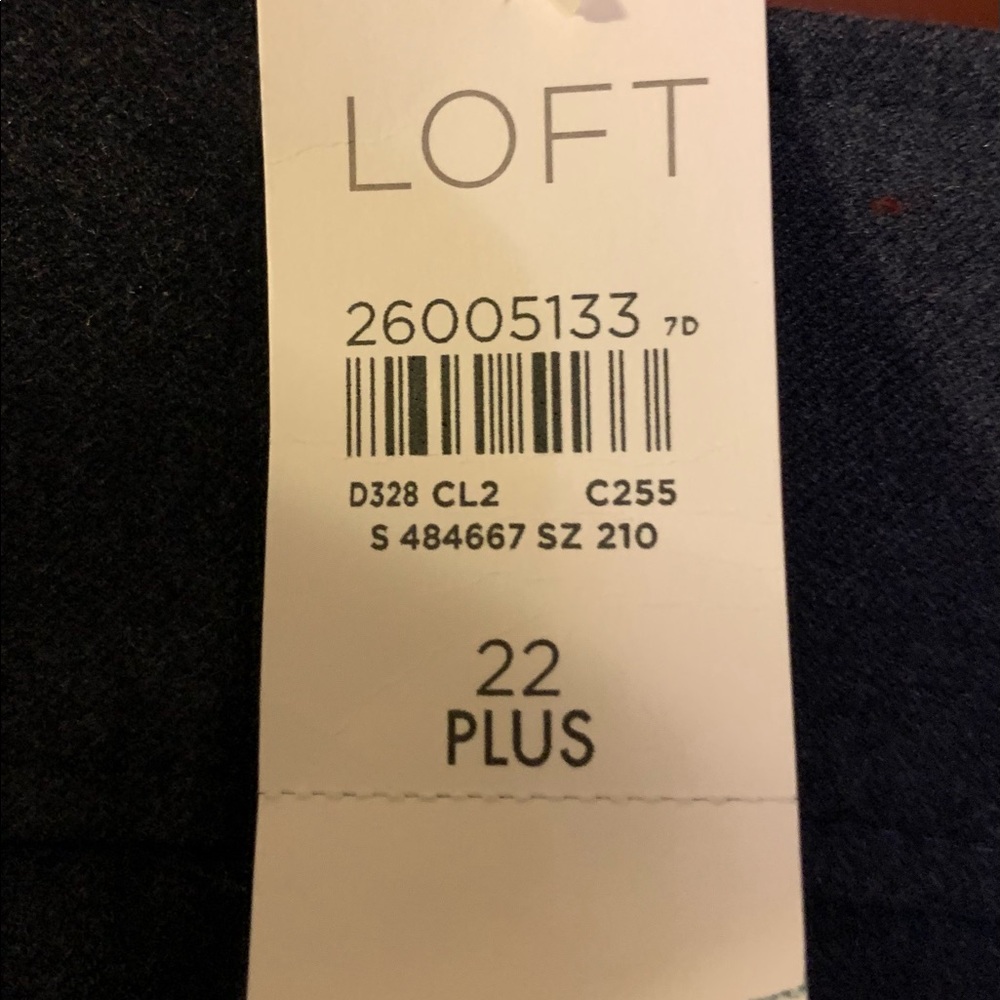 LOFT
26005133 7D
D328 CL2 C255
S 484667 SZ 210
22
PLUS